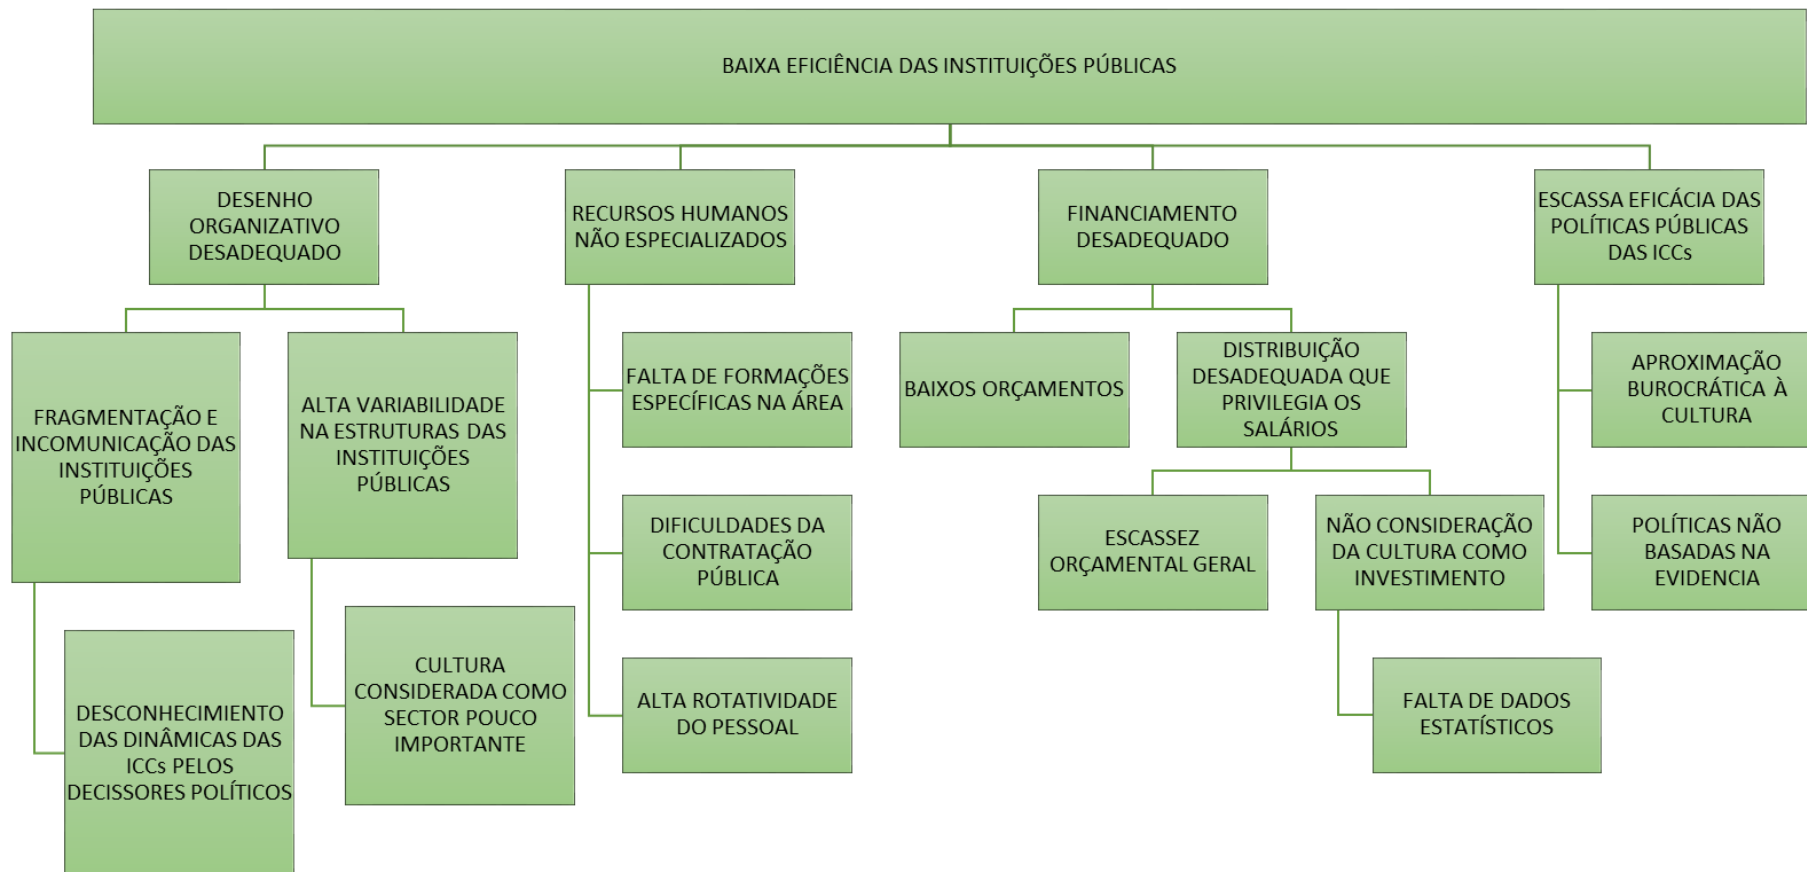 BAIXA EFICIÊNCIA DAS INSTITUIÇÕES PÚBLICAS
DESENHO
ORGANIZATIVO
DESADEQUADO
FRAGMENTAÇÃO E
INCOMUNICAÇÃO DAS
INSTITUIÇÕES
PÚBLICAS
DESCONHECIMIENTO
DAS DINÂMICAS DAS
ICCs PELOS
DECISSORES POLÍTICOS
ALTA VARIABILIDADE
NA ESTRUTURAS DAS
INSTITUIÇÕES
PÚBLICAS
CULTURA
CONSIDERADA COMO
SECTOR POUCO
IMPORTANTE
RECURSOS HUMANOS
NÃO ESPECIALIZADOS
FALTA DE FORMAÇÕES
ESPECÍFICAS NA ÁREA
DIFICULDADES DA
CONTRATAÇÃO
PÚBLICA
ALTA ROTATIVIDADE
DO PESSOAL
FINANCIAMENTO
DESADEQUADO
BAIXOS ORÇAMENTOS
DISTRIBUIÇÃO
DESADEQUADA QUE
PRIVILEGIA OS
SALÁRIOS
ESCASSEZ
ORÇAMENTAL GERAL
NÃO CONSIDERAÇÃO
DA CULTURA COMO
INVESTIMENTO
FALTA DE DADOS
ESTATÍSTICOS
ESCASSA EFICÁCIA DAS
POLÍTICAS PÚBLICAS
DAS ICCs
APROXIMAÇÃO
BUROCRÁTICA À
CULTURA
POLÍTICAS NÃO
BASADAS NA
EVIDENCIA